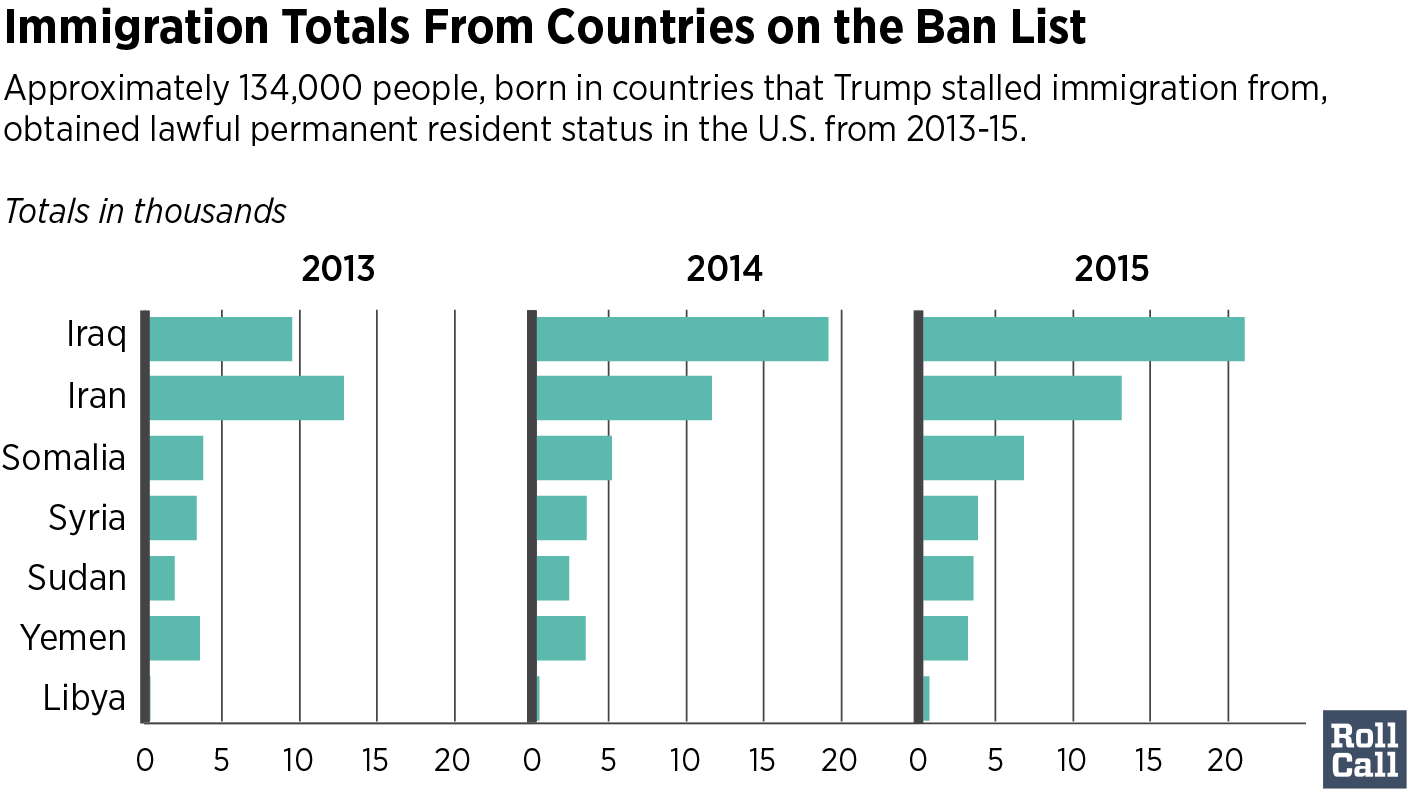 Immigration Totals From Countries on the Ban List
Approximately 134,000 people, born in countries that Trump stalled immigration from,
obtained lawful permanent resident status in the U.S. from 2013-15.
Totals in thousands
2013 2014 2015
Iraq
Iran
Somalia
Syria
Sudan
Yemen
Libya
0 5 10 15 20 0 5 10 15 20 0 5 10 15 20
Roll
Call